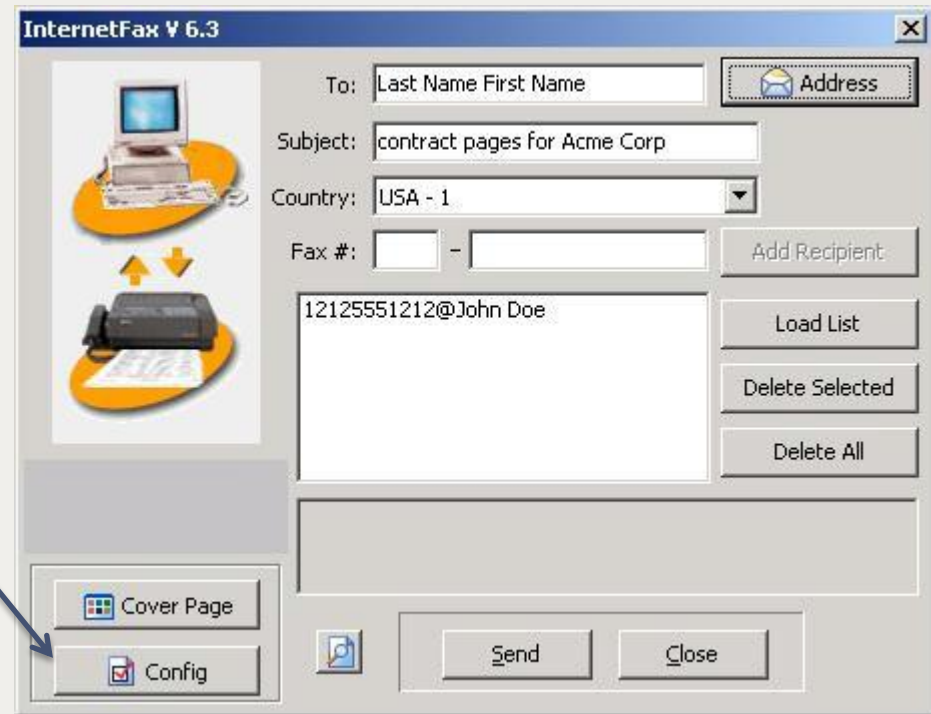 InternetFax V 6.3
To: Last Name First Name Address
Subject: contract pages for Acme Corp
Country: USA - 1
Fax #: -
Add Recipient
12125551212@John Doe
Load List
Delete Selected
Delete All
Cover Page
Config
Send Close